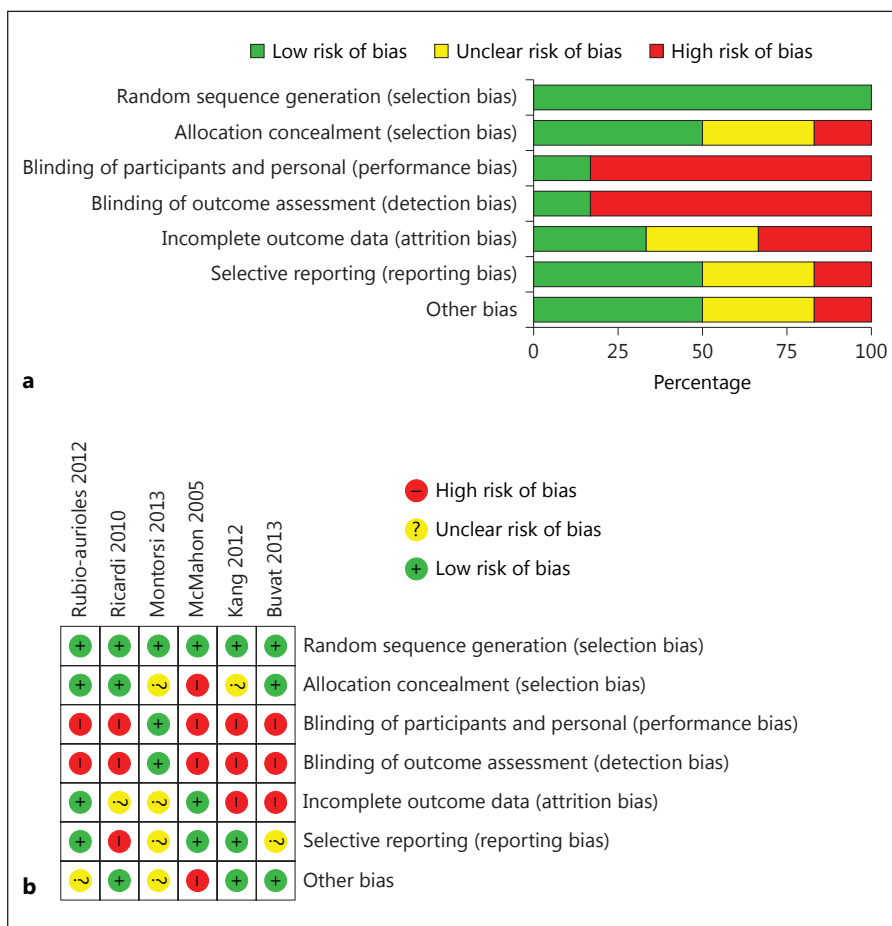 Low risk of bias Unclear risk of bias High risk of bias
Random sequence generation (selection bias)
Allocation concealment (selection bias)
Blinding of participants and personal (performance bias)
Blinding of outcome assessment (detection bias)
Incomplete outcome data (attrition bias)
Selective reporting (reporting bias)
Other bias
0 25 50 75 100
Percentage
a
Rubio-aurioles 2012
Ricardi 2010
Montorsi 2013
McMahon 2005
Kang 2012
Buvat 2013
– High risk of bias
? Unclear risk of bias
+ Low risk of bias
+ + + + + + Random sequence generation (selection bias)
+ + ? – ? + Allocation concealment (selection bias)
– – + – – – Blinding of participants and personal (performance bias)
– – + – – – Blinding of outcome assessment (detection bias)
+ ? ? + – – Incomplete outcome data (attrition bias)
+ – ? + + ? Selective reporting (reporting bias)
? + ? – + + Other bias
b